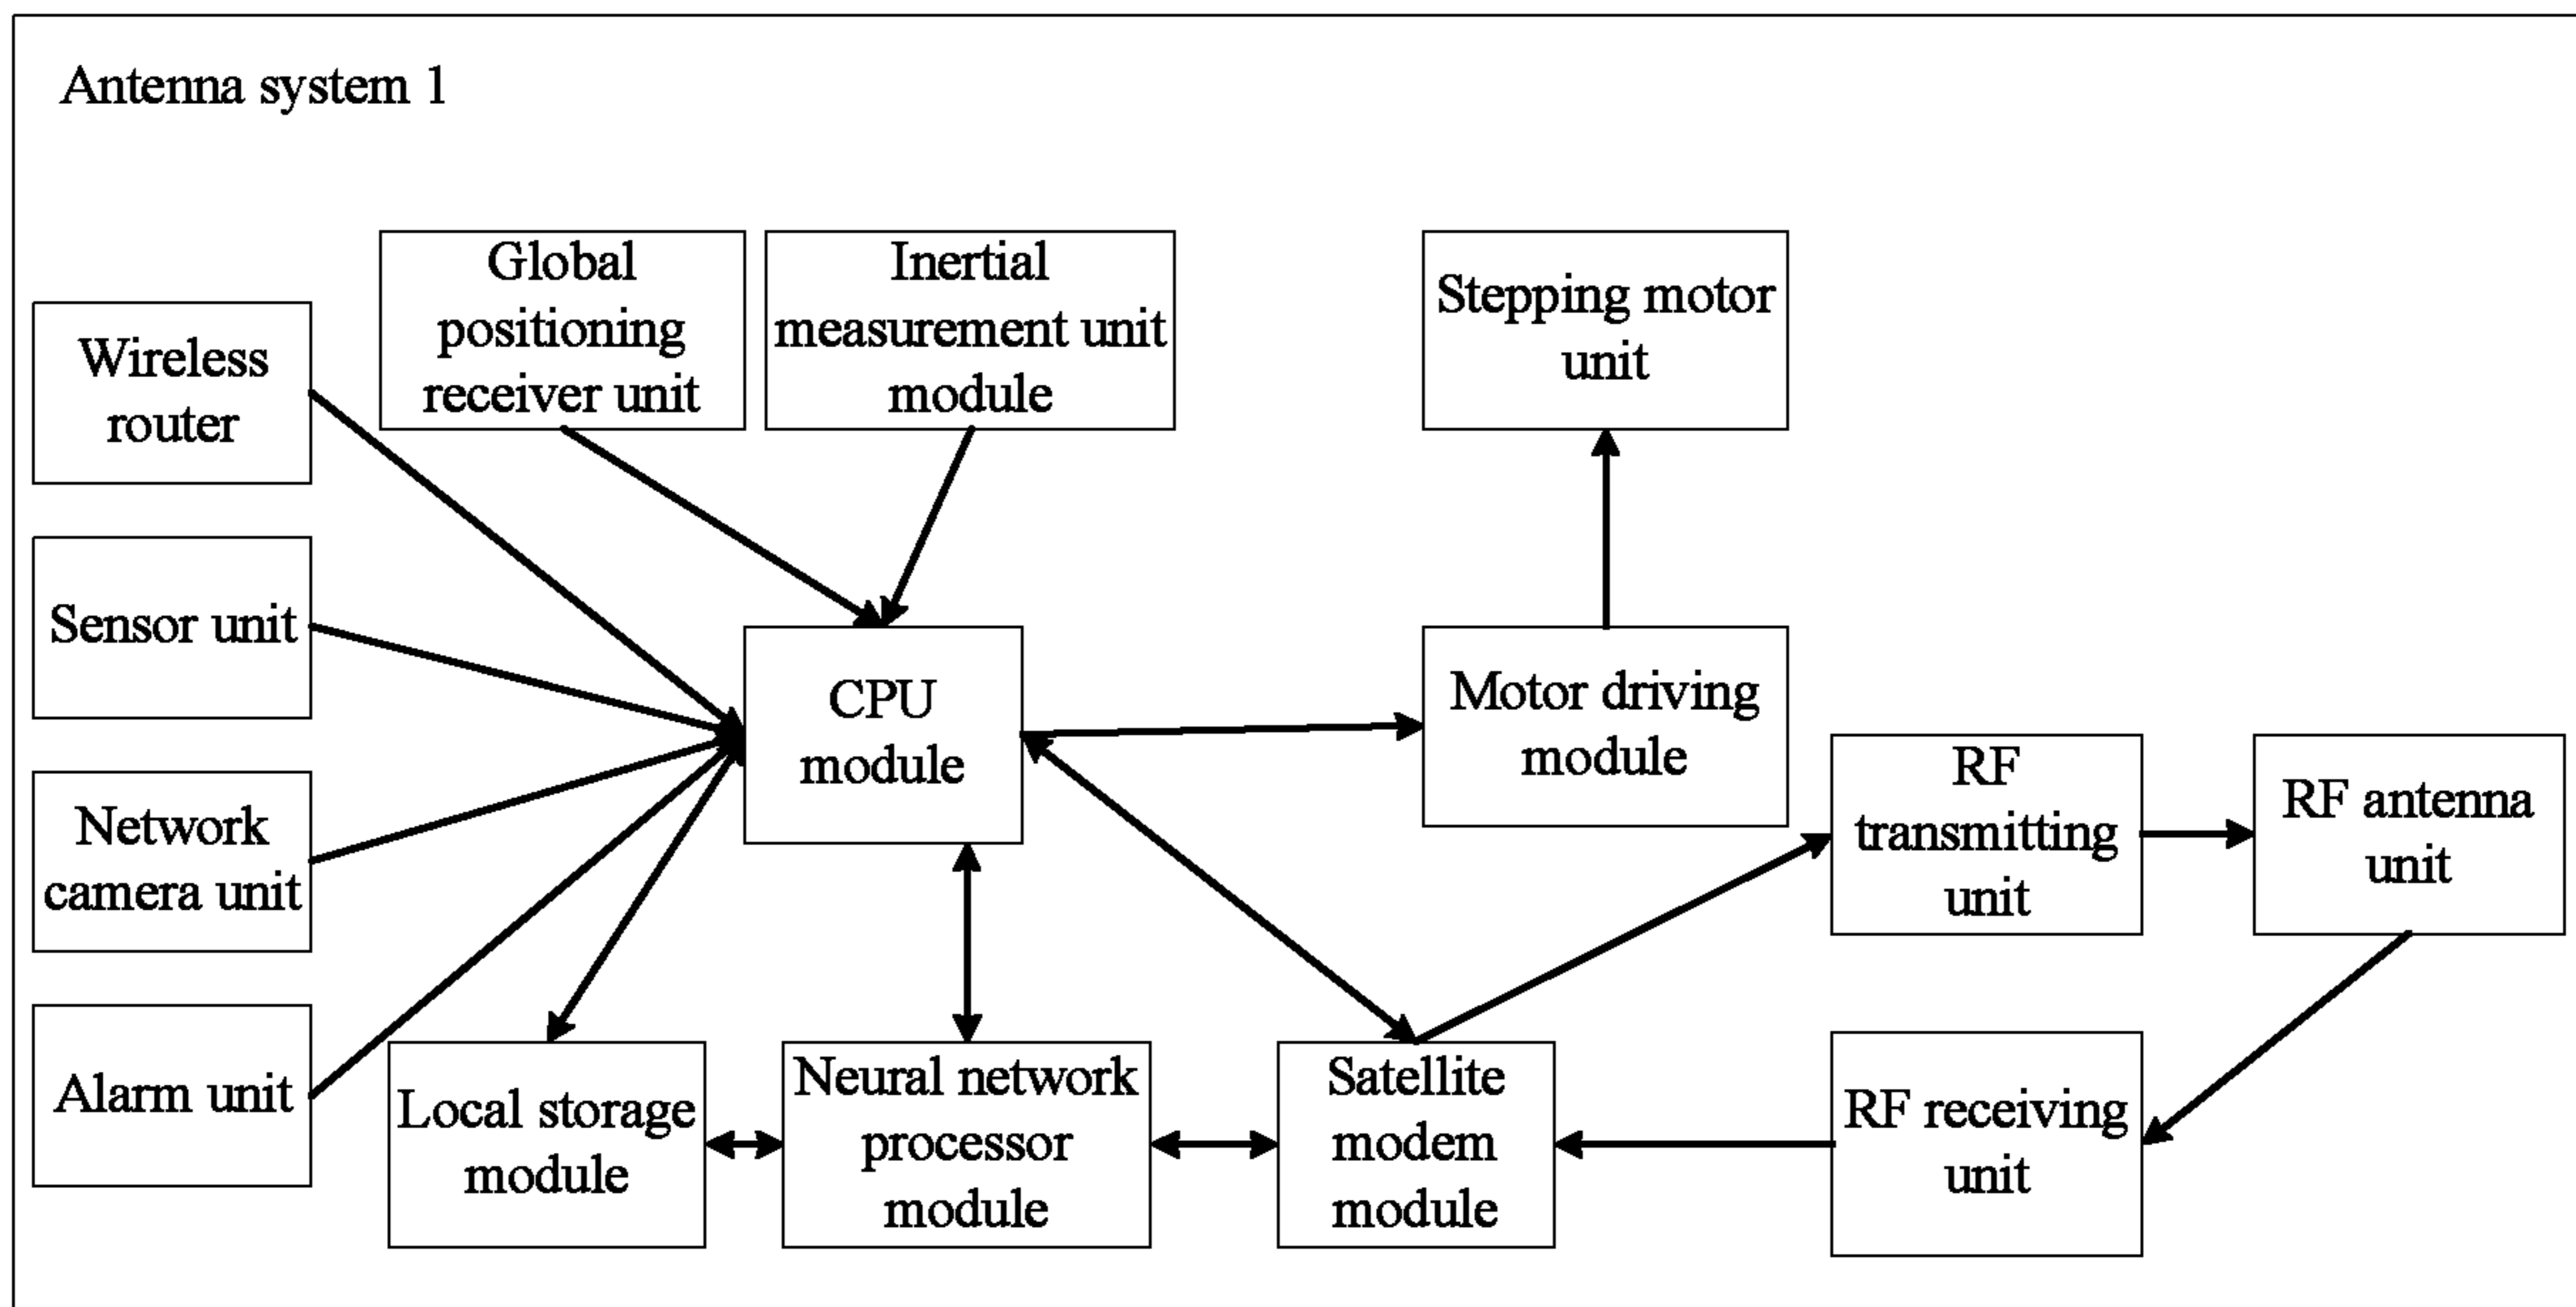 Antenna system 1
Global
positioning
receiver unit
Inertial
measurement unit
module
Stepping motor
unit
Wireless
router
Sensor unit
CPU
module
Motor driving
module
RF
transmitting
unit
RF antenna
unit
Network
camera unit
Alarm unit
Local storage
module
Neural network
processor
module
Satellite
modem
module
RF receiving
unit